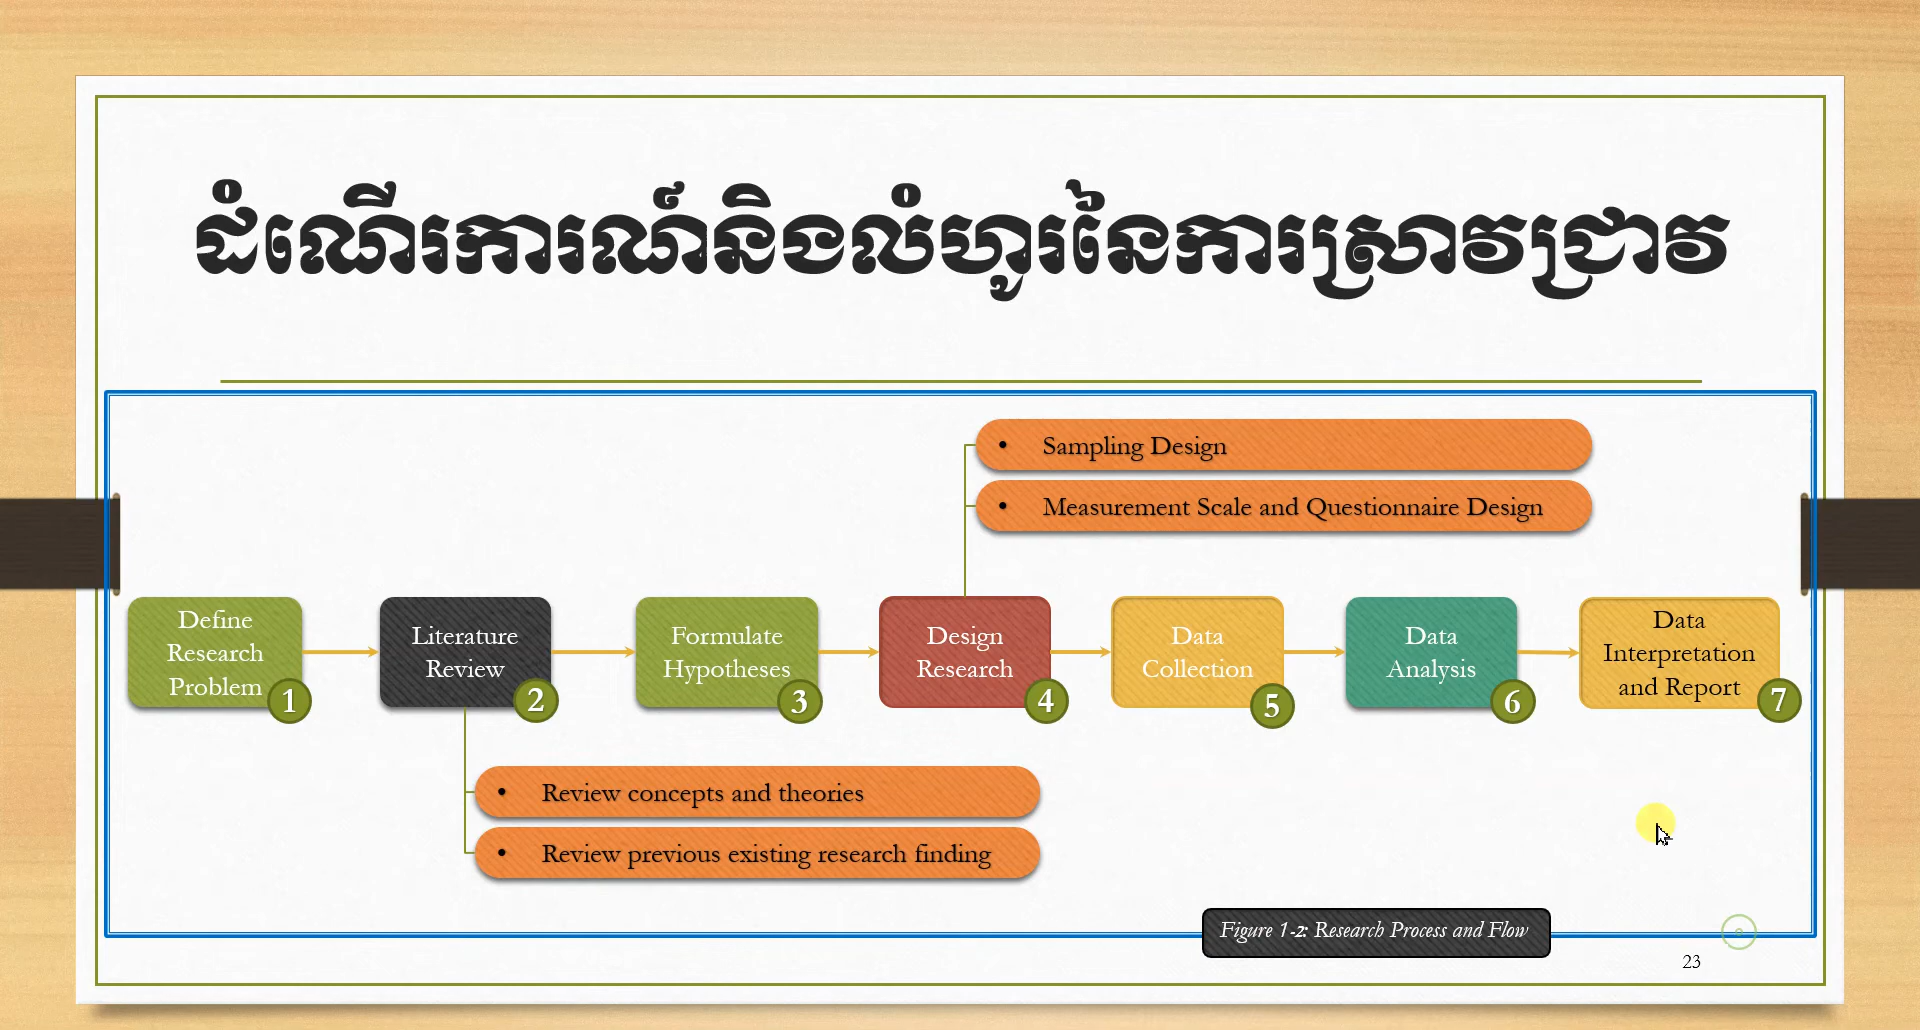 ដំណើរការណ៍និងលំហូរនៃការស្រាវជ្រាវ
• Sampling Design
• Measurement Scale and Questionnaire Design
Define
Research
Problem
1
Literature
Review
2
Formulate
Hypotheses
3
Design
Research
4
Data
Collection
5
Data
Analysis
6
Data
Interpretation
and Report
7
• Review concepts and theories
• Review previous existing research finding
Figure 1-2: Research Process and Flow
23